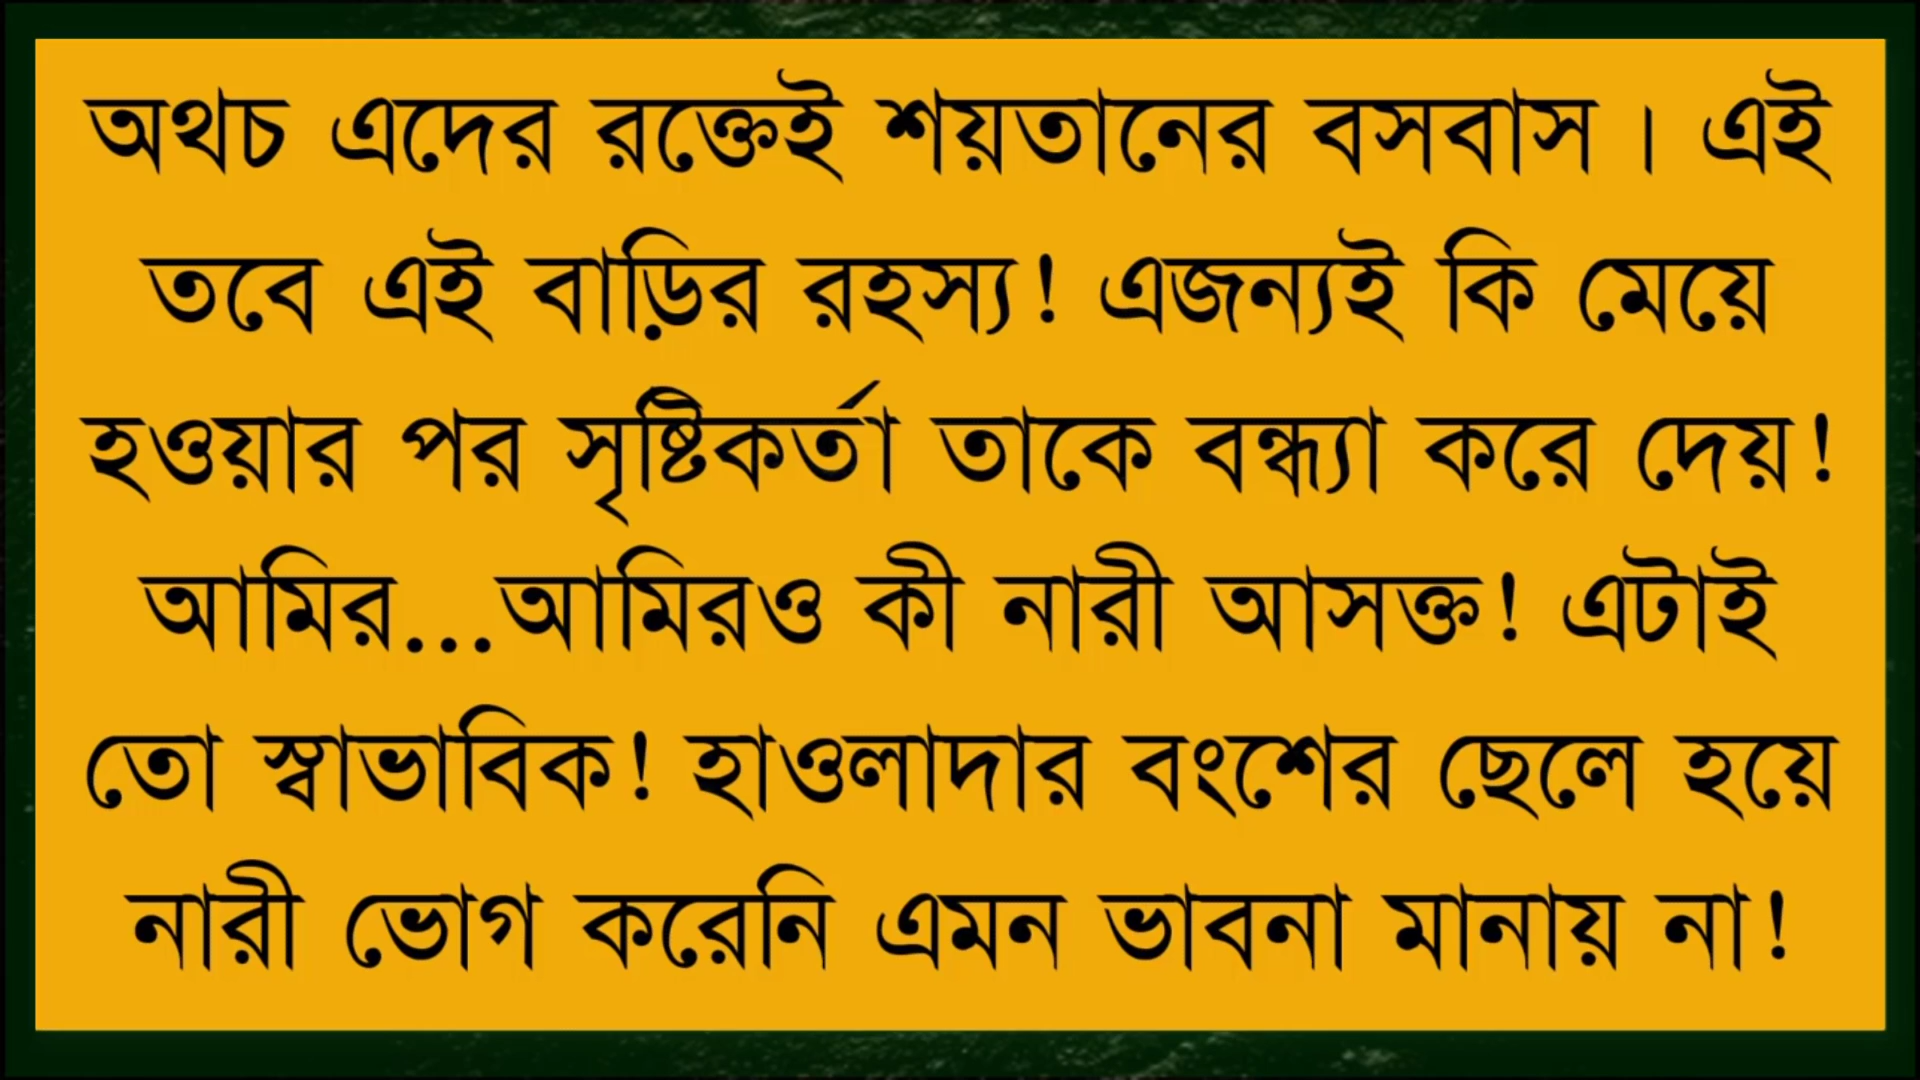 অথচ এদের রক্তেই শয়তানের বসবাস । এই
তবে এই বাড়ির রহস্য! এজন্যই কি মেয়ে
হওয়ার পর সৃষ্টিকর্তা তাকে বন্ধ্যা করে দেয়!
আমির...আমিরও কী নারী আসক্ত! এটাই
তো স্বাভাবিক! হাওলাদার বংশের ছেলে হয়ে
নারী ভোগ করেনি এমন ভাবনা মানায় না!